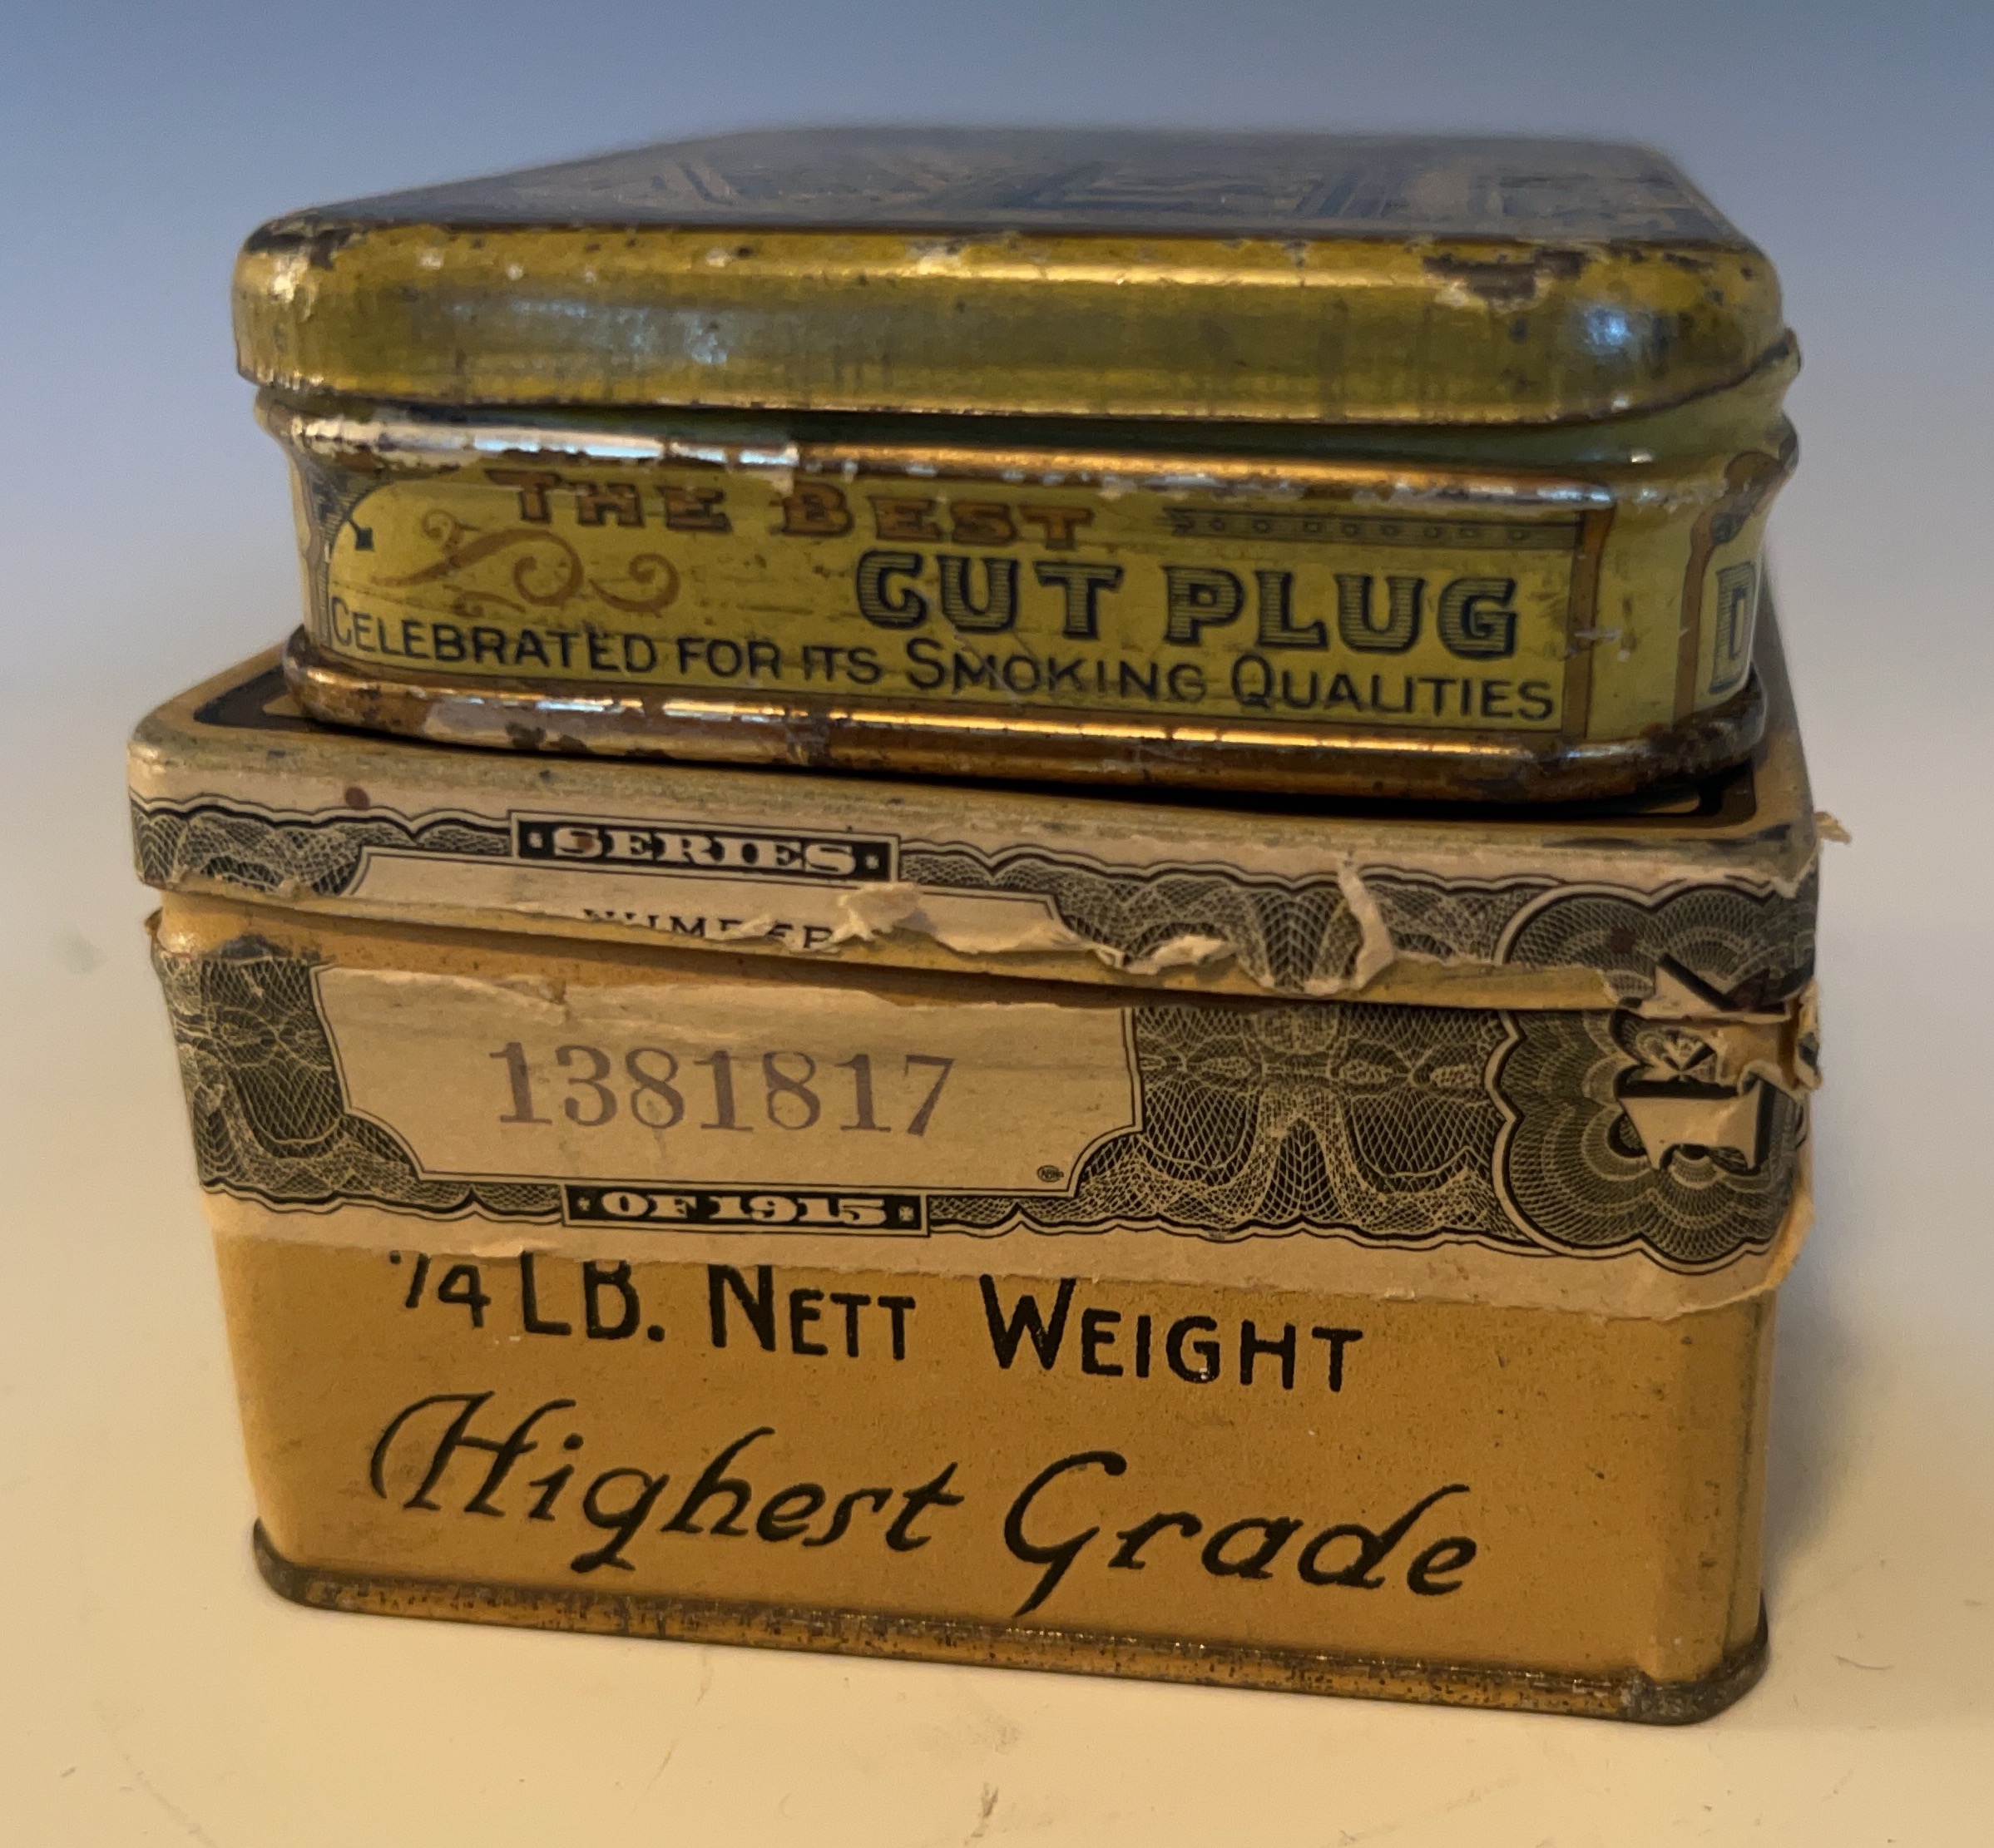 THE BEST
CUT PLUG
CELEBRATED FOR ITS SMOKING QUALITIES
D
SERIES
NUMBER
1381817
OF 1915
1/4 LB. NETT WEIGHT
Highest Grade